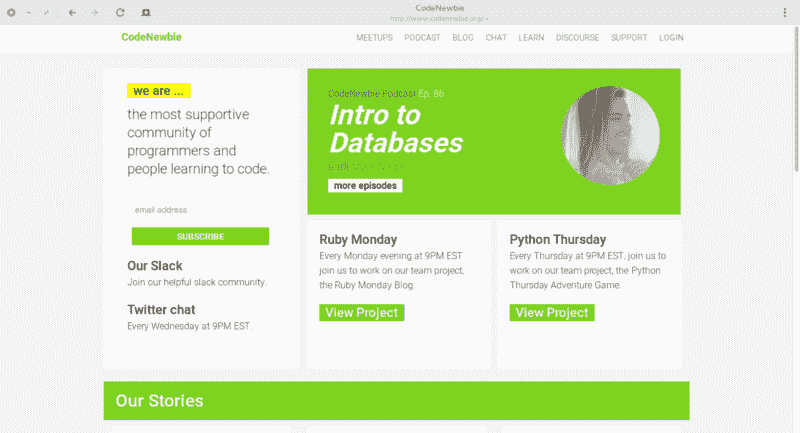 CodeNewbie
http://www.codenewbie.org/
CodeNewbie
MEETUPS PODCAST BLOG CHAT LEARN DISCOURSE SUPPORT LOGIN
we are ...
the most supportive
community of
programmers and
people learning to code.
email address
SUBSCRIBE
Our Slack
Join our helpful slack community.
Twitter chat
Every Wednesday at 9PM EST.
CodeNewbie Podcast Ep. 86
Intro to
Databases
more episodes
Ruby Monday
Every Monday evening at 9PM EST
join us to work on our team project,
the Ruby Monday Blog.
View Project
Python Thursday
Every Thursday at 9PM EST, join us to
work on our team project, the Python
Thursday Adventure Game.
View Project
Our Stories